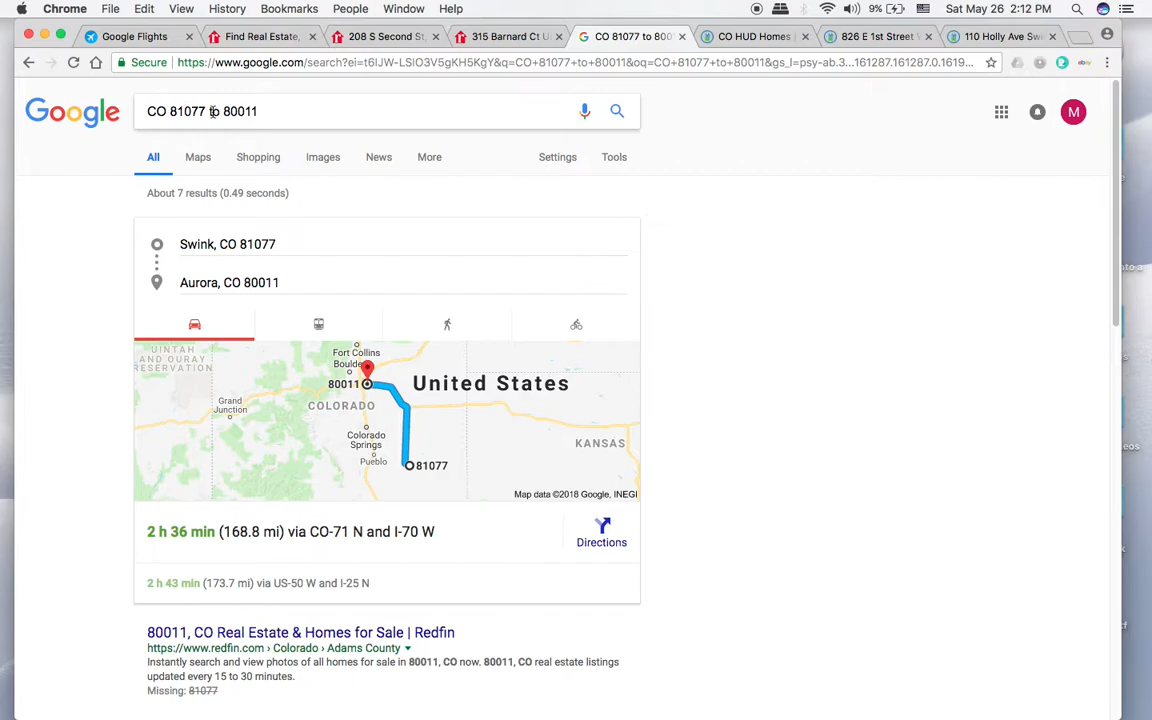 Chrome File Edit View History Bookmarks People Window Help 9% Sat May 26 2:12 PM
Google Flights Find Real Estate, 208 S Second St, 315 Barnard Ct U CO 81077 to 800 CO HUD Homes | 826 E 1st Street 110 Holly Ave Swi
Secure https://www.google.com/search?ei=t6lJW-LSIO3V5gKH5KgY&q=CO+81077+to+80011&oq=CO+81077+to+80011&gs_l=psy-ab.3...161287.161287.0.1619... ebay
Google CO 81077 to 80011 M
All Maps Shopping Images News More Settings Tools
About 7 results (0.49 seconds)
Swink, CO 81077
Aurora, CO 80011
UINTAH
AND OURAY
RESERVATION
Fort Collins
Boulder
80011
United States
Grand
Junction
COLORADO
Colorado
Springs
KANSAS
Pueblo
81077
Map data ©2018 Google, INEGI
2 h 36 min (168.8 mi) via CO-71 N and I-70 W
Directions
2 h 43 min (173.7 mi) via US-50 W and I-25 N
80011, CO Real Estate & Homes for Sale | Redfin
https://www.redfin.com › Colorado › Adams County
Instantly search and view photos of all homes for sale in 80011, CO now. 80011, CO real estate listings
updated every 15 to 30 minutes.
Missing: 81077